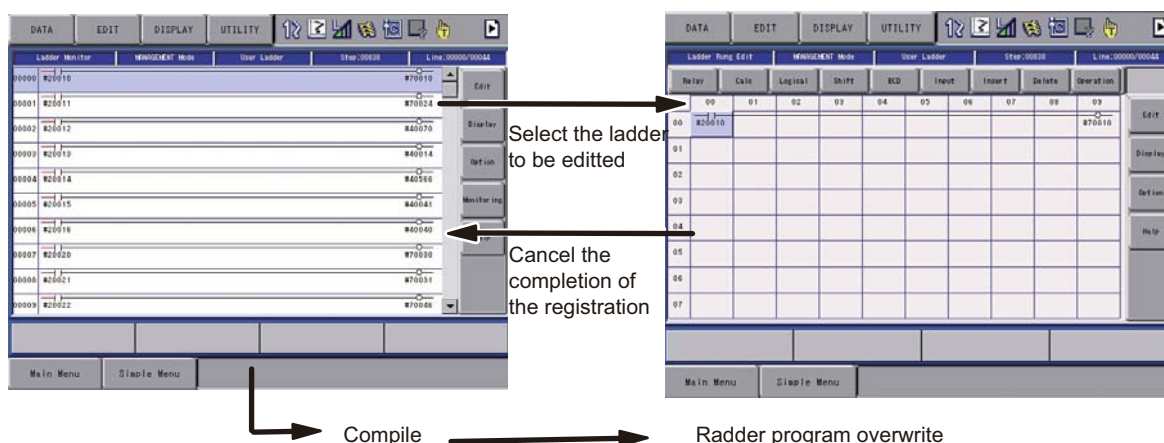 DATA EDIT DISPLAY UTILITY
Ladder Monitor MANAGEMENT Mode User Ladder Step:00838 Line:00000/00044
00000 #20010 #70010
00001 #20011 #70024
00002 #20012 #40070
00003 #20013 #40014
00004 #20014 #40566
00005 #20015 #40041
00006 #20016 #40040
00007 #20020 #70030
00008 #20021 #70031
00009 #20022 #70046
Edit
Display
Option
Monitoring
Main Menu Simple Menu
Select the ladder
to be editted
Cancel the
completion of
the registration
DATA EDIT DISPLAY UTILITY
Ladder Rung Edit MANAGEMENT Mode User Ladder Step:00838 Line:00000/00044
Relay Calc Logical Shift BCD Input Insert Delete Operation
00 01 02 03 04 05 06 07 08 09
00 #20010 #70010
01
02
03
04
05
06
07
Edit
Display
Option
Help
Main Menu Simple Menu
Compile
Radder program overwrite